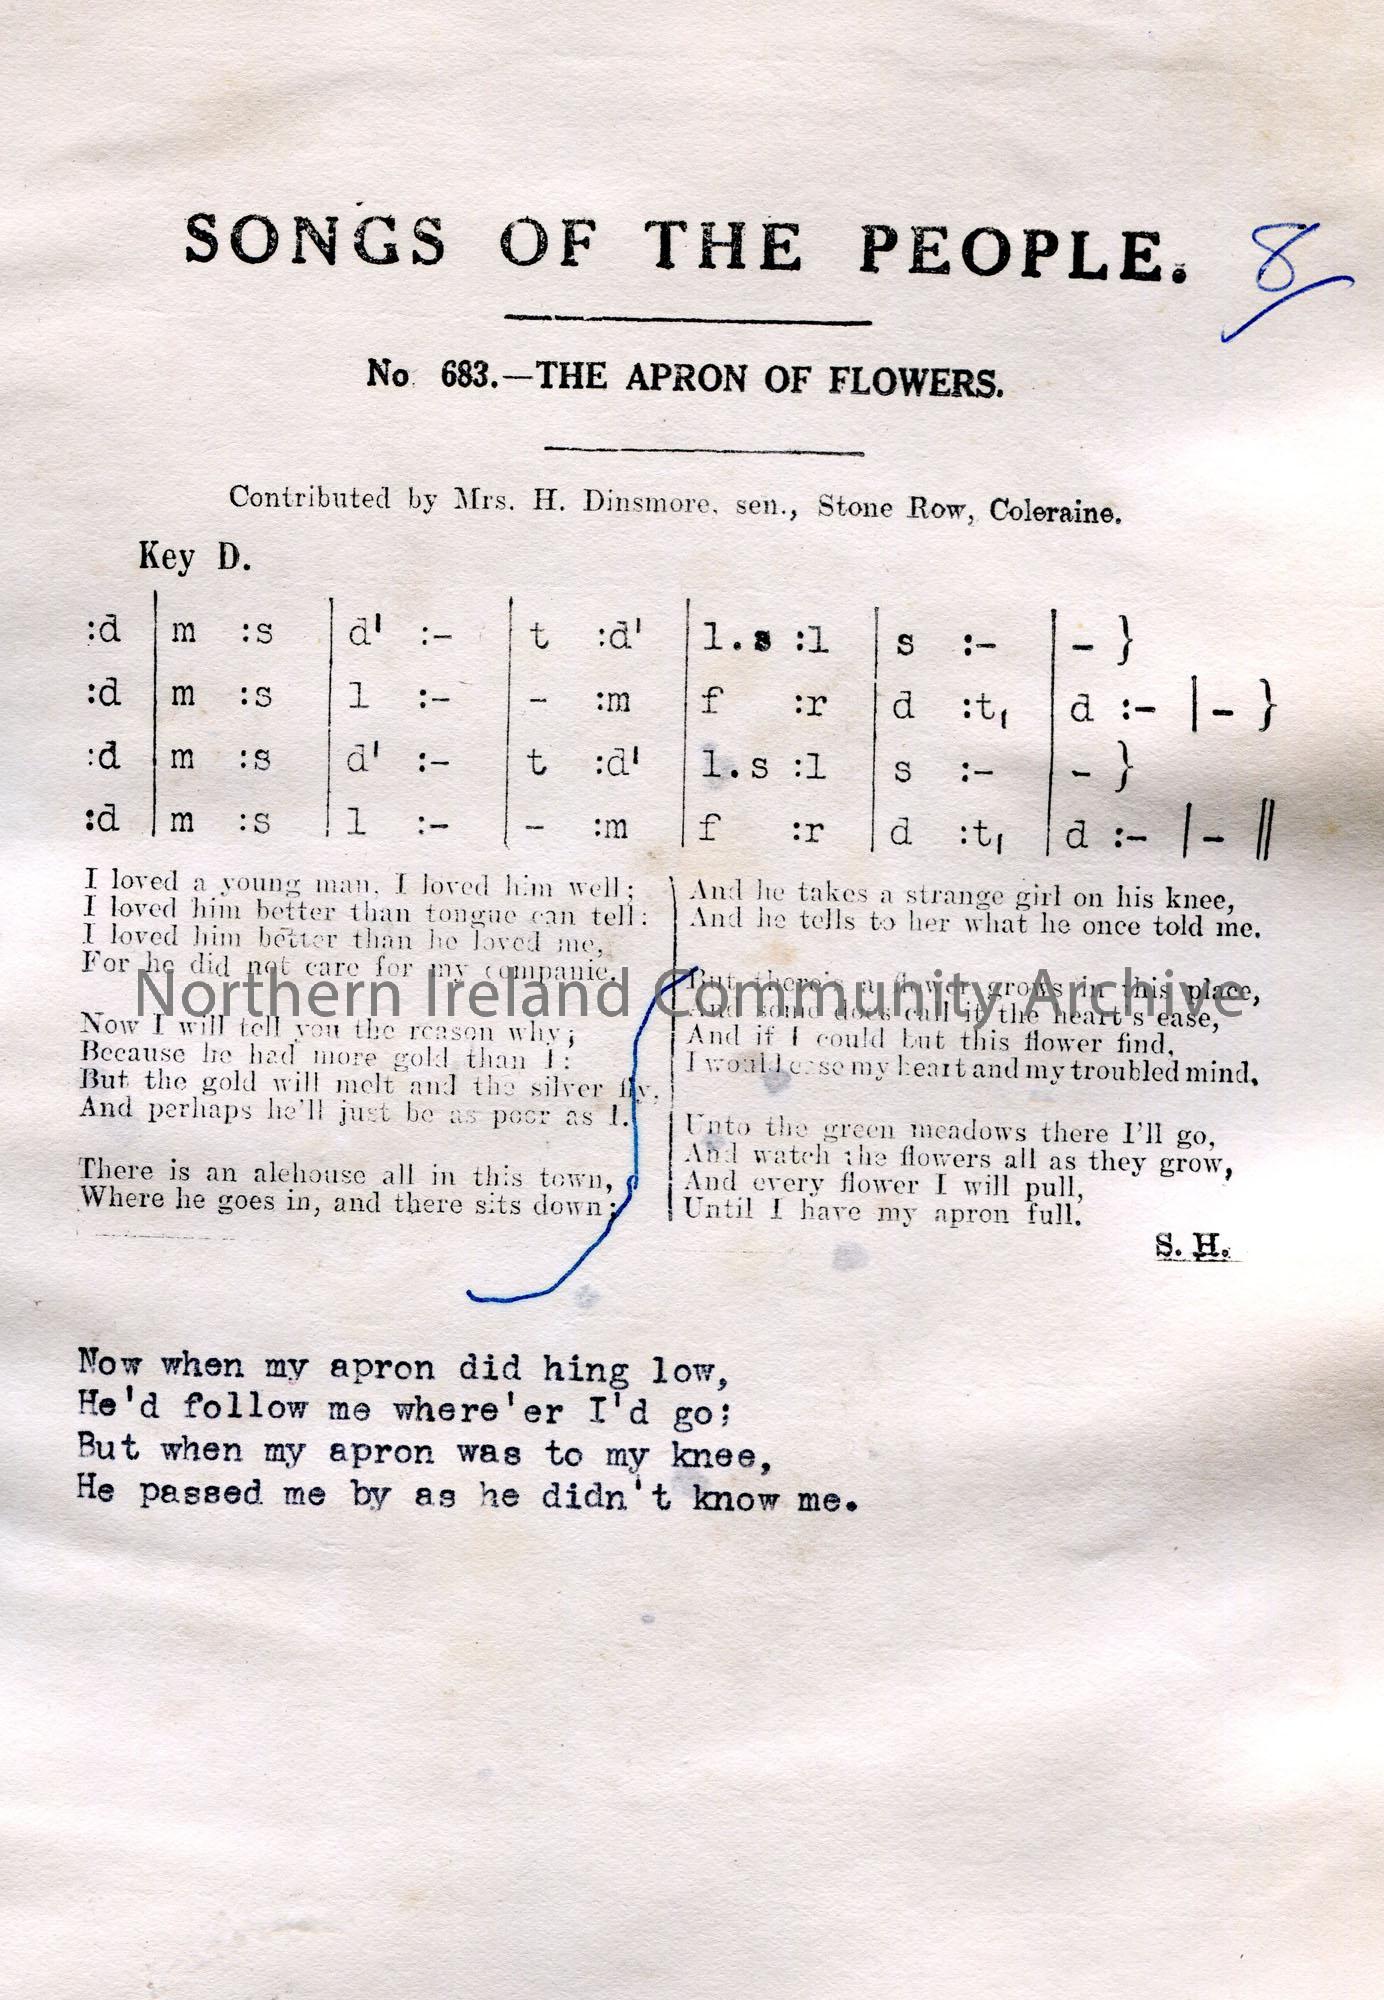 SONGS OF THE PEOPLE.
8
No. 683.—THE APRON OF FLOWERS.
Contributed by Mrs. H. Dinsmore, sen., Stone Row, Coleraine.
Key D.
:d | m :s | d' :- | t :d' | l.s :l | s :- | - }
:d | m :s | l :- | - :m | f :r | d :t, | d :- | - }
:d | m :s | d' :- | t :d' | l.s :l | s :- | - }
:d | m :s | l :- | - :m | f :r | d :t, | d :- | - ||
I loved a young man, I loved him well;
I loved him better than tongue can tell:
I loved him better than he loved me,
For he did not care for my companie.
Now I will tell you the reason why;
Because he had more gold than I:
But the gold will melt and the silver fly,
And perhaps he'll just be as poor as I.
There is an alehouse all in this town,
Where he goes in, and there sits down;
And he takes a strange girl on his knee,
And he tells to her what he once told me.
But there's a flower grows in this place,
And some does call it the heart's ease,
And if I could but this flower find,
I would ease my heart and my troubled mind.
Unto the green meadows there I'll go,
And watch the flowers all as they grow,
And every flower I will pull,
Until I have my apron full.
S. H.
Now when my apron did hing low,
He'd follow me where'er I'd go;
But when my apron was to my knee,
He passed me by as he didn't know me.
Northern Ireland Community Archive